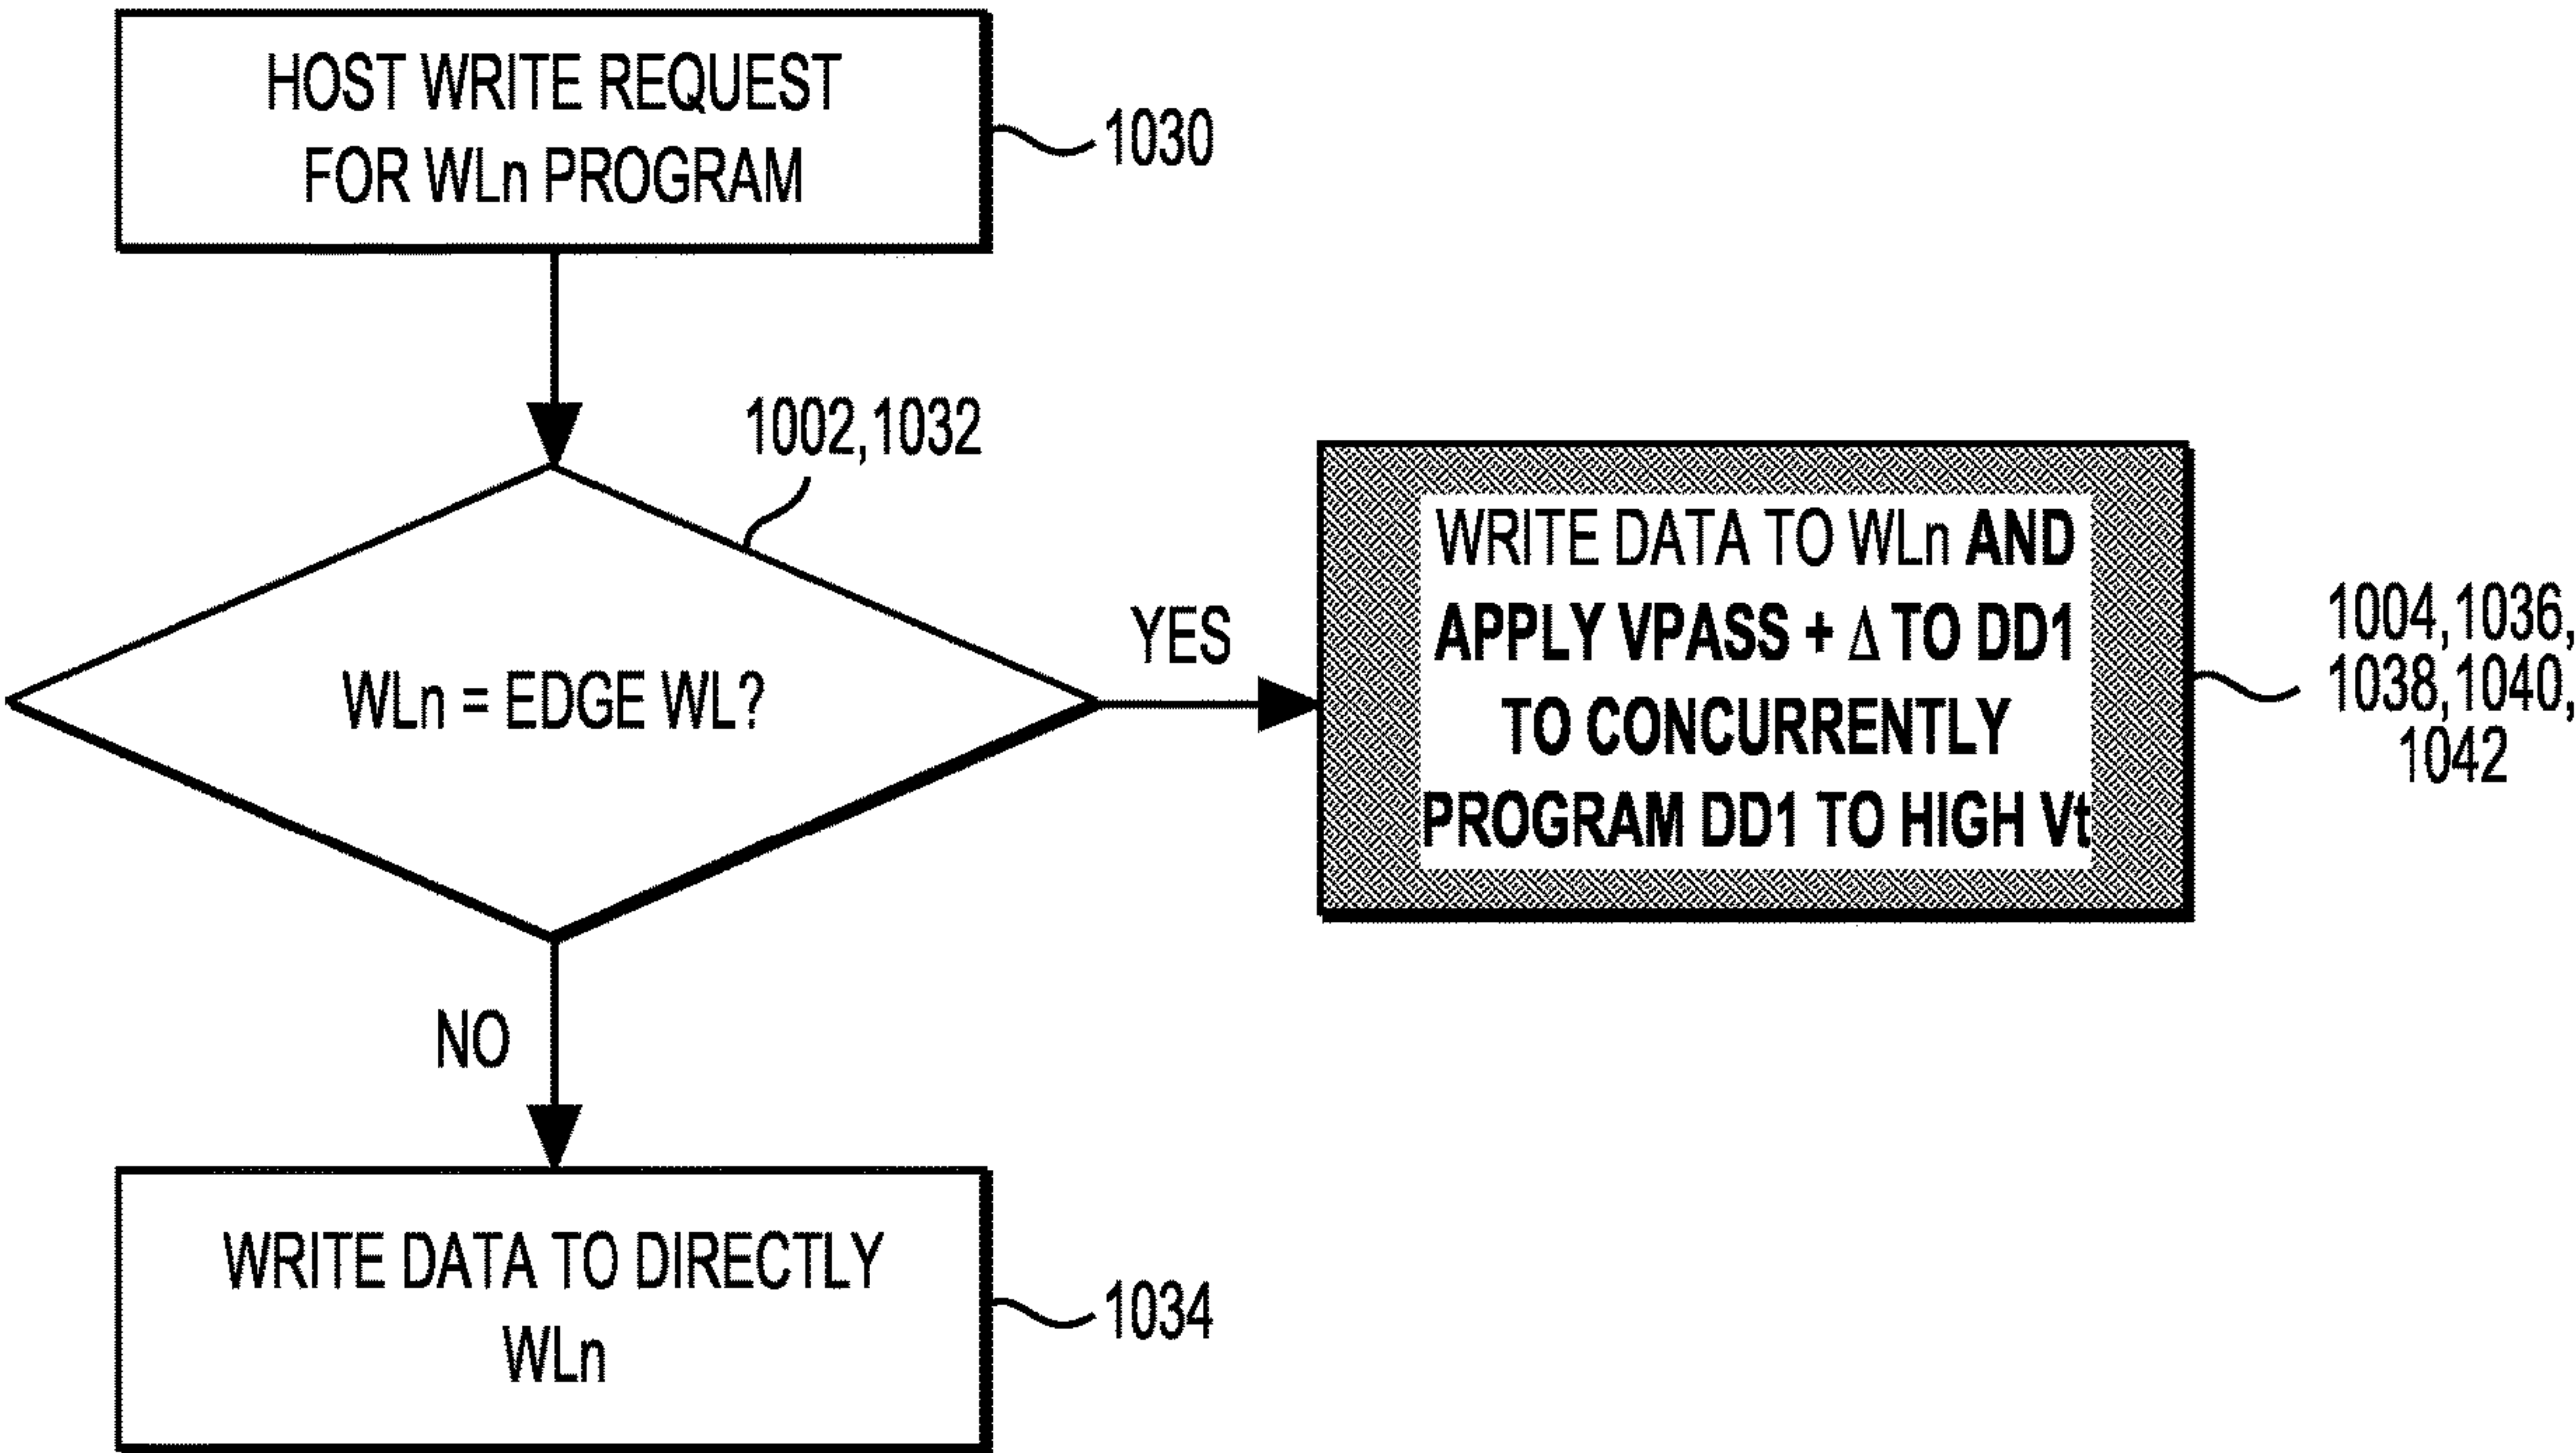 HOST WRITE REQUEST
FOR WLn PROGRAM
1030
1002,1032
WLn = EDGE WL?
YES
WRITE DATA TO WLn AND
APPLY VPASS + Δ TO DD1
TO CONCURRENTLY
PROGRAM DD1 TO HIGH Vt
1004,1036,
1038,1040,
1042
NO
WRITE DATA TO DIRECTLY
WLn
1034